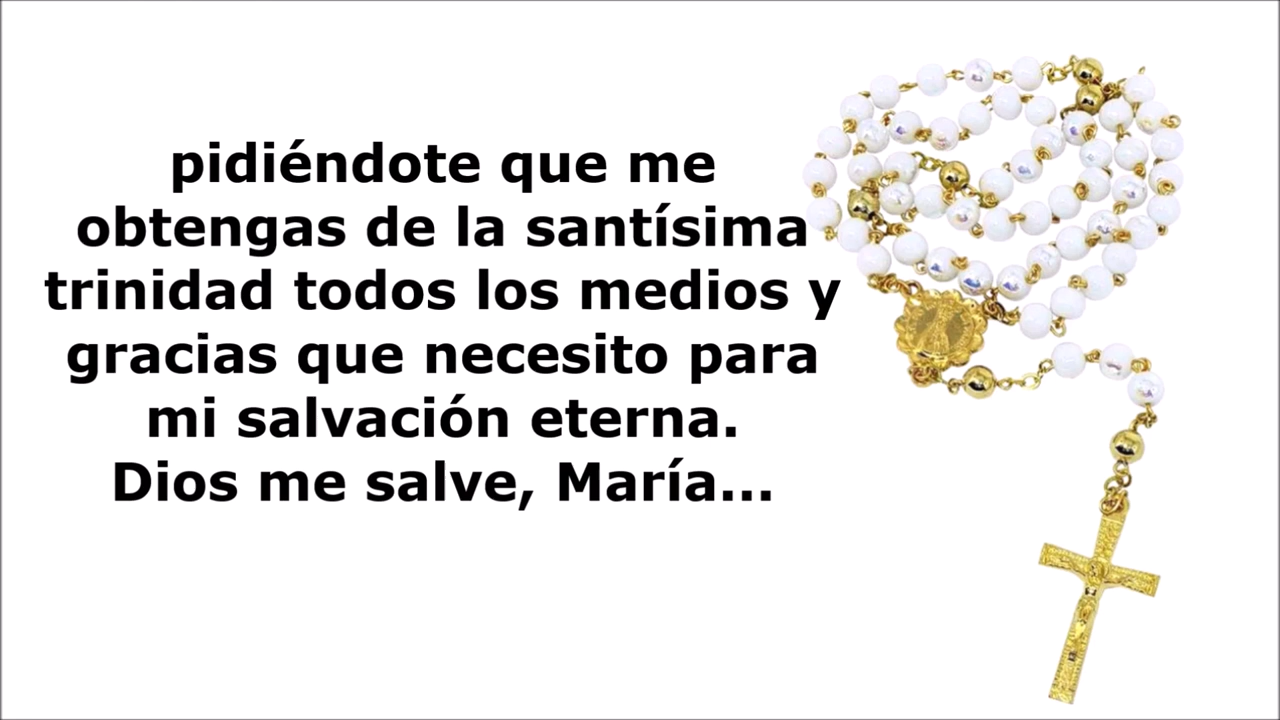 pidiéndote que me
obtengas de la santísima
trinidad todos los medios y
gracias que necesito para
mi salvación eterna.
Dios me salve, María...